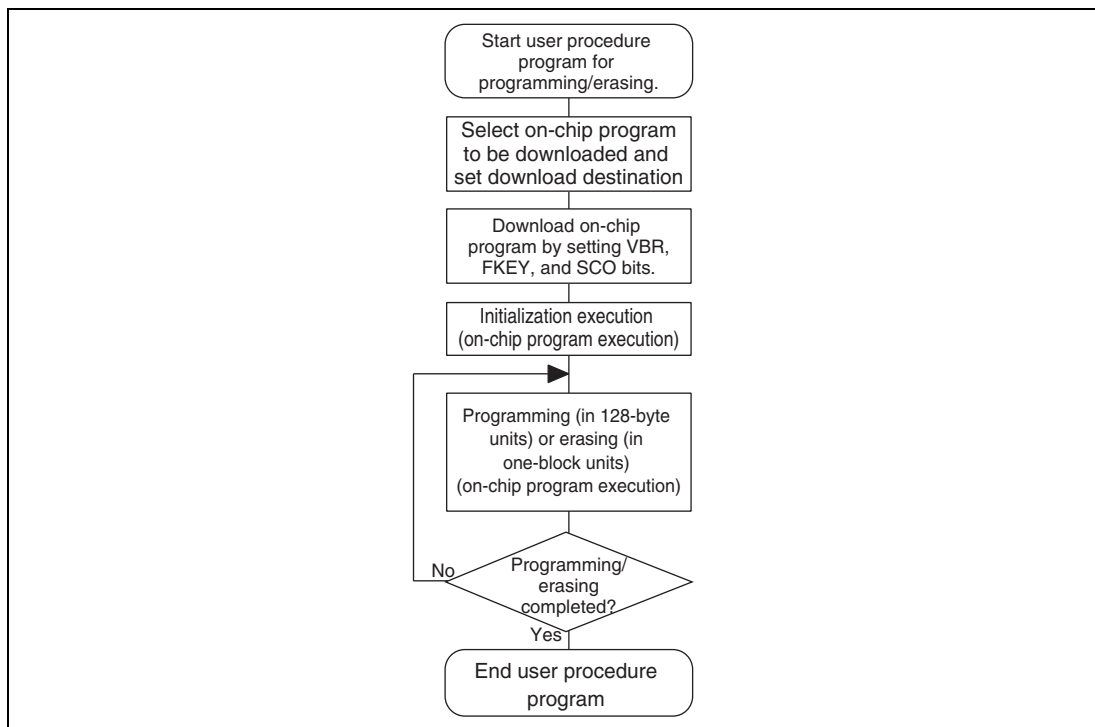 Start user procedure
program for
programming/erasing.
Select on-chip program
to be downloaded and
set download destination
Download on-chip
program by setting VBR,
FKEY, and SCO bits.
Initialization execution
(on-chip program execution)
Programming (in 128-byte
units) or erasing (in
one-block units)
(on-chip program execution)
No
Programming/
erasing
completed?
Yes
End user procedure
program